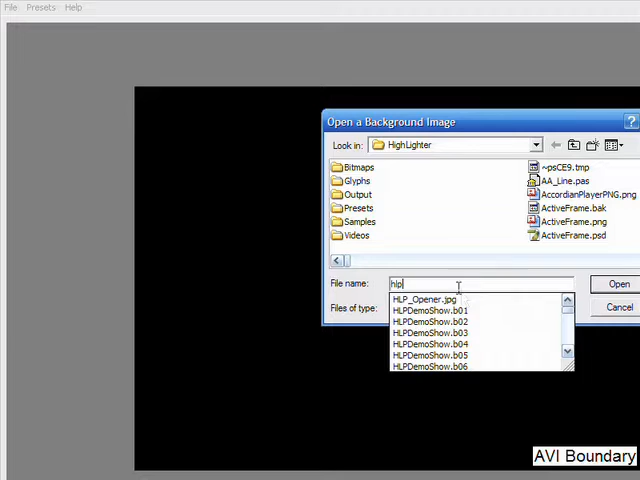 File Presets Help
Open a Background Image
?
Look in: HighLighter
Bitmaps
Glyphs
Output
Presets
Samples
Videos
~psCE9.tmp
AA_Line.pas
AccordianPlayerPNG.png
ActiveFrame.bak
ActiveFrame.png
ActiveFrame.psd
File name: hlp
Open
Files of type:
Cancel
HLP_Opener.jpg
HLPDemoShow.b01
HLPDemoShow.b02
HLPDemoShow.b03
HLPDemoShow.b04
HLPDemoShow.b05
HLPDemoShow.b06
AVI Boundary